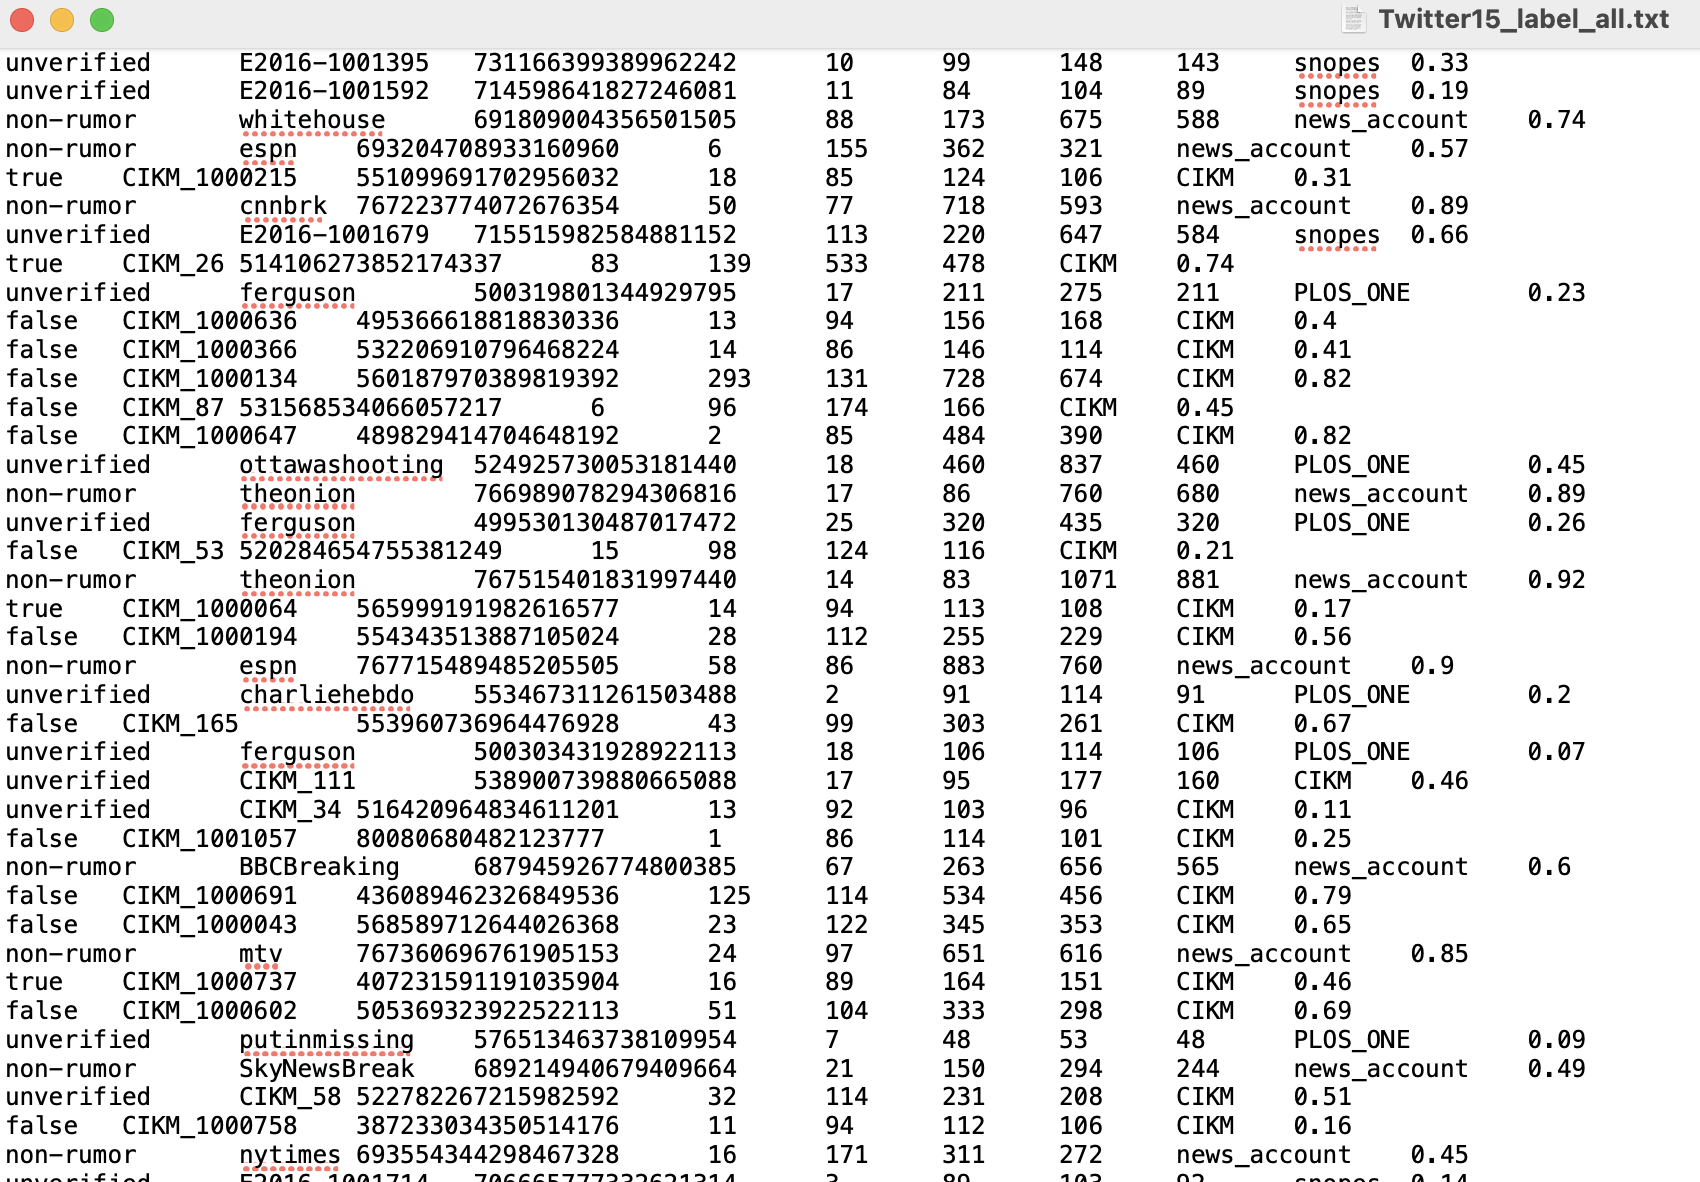 Twitter15_label_all.txt
unverified E2016-1001395 731166399389962242 10 99 148 143 snopes 0.33
unverified E2016-1001592 714598641827246081 11 84 104 89 snopes 0.19
non-rumor whitehouse 691809004356501505 88 173 675 588 news_account 0.74
non-rumor espn 693204708933160960 6 155 362 321 news_account 0.57
true CIKM_1000215 551099691702956032 18 85 124 106 CIKM 0.31
non-rumor cnnbrk 767223774072676354 50 77 718 593 news_account 0.89
unverified E2016-1001679 715515982584881152 113 220 647 584 snopes 0.66
true CIKM_26 514106273852174337 83 139 533 478 CIKM 0.74
unverified ferguson 500319801344929795 17 211 275 211 PLOS_ONE 0.23
false CIKM_1000636 495366618818830336 13 94 156 168 CIKM 0.4
false CIKM_1000366 532206910796468224 14 86 146 114 CIKM 0.41
false CIKM_1000134 560187970389819392 293 131 728 674 CIKM 0.82
false CIKM_87 531568534066057217 6 96 174 166 CIKM 0.45
false CIKM_1000647 489829414704648192 2 85 484 390 CIKM 0.82
unverified ottawashooting 524925730053181440 18 460 837 460 PLOS_ONE 0.45
non-rumor theonion 766989078294306816 17 86 760 680 news_account 0.89
unverified ferguson 499530130487017472 25 320 435 320 PLOS_ONE 0.26
false CIKM_53 520284654755381249 15 98 124 116 CIKM 0.21
non-rumor theonion 767515401831997440 14 83 1071 881 news_account 0.92
true CIKM_1000064 565999191982616577 14 94 113 108 CIKM 0.17
false CIKM_1000194 554343513887105024 28 112 255 229 CIKM 0.56
non-rumor espn 767715489485205505 58 86 883 760 news_account 0.9
unverified charliehebdo 553467311261503488 2 91 114 91 PLOS_ONE 0.2
false CIKM_165 553960736964476928 43 99 303 261 CIKM 0.67
unverified ferguson 500303431928922113 18 106 114 106 PLOS_ONE 0.07
unverified CIKM_111 538900739880665088 17 95 177 160 CIKM 0.46
unverified CIKM_34 516420964834611201 13 92 103 96 CIKM 0.11
false CIKM_1001057 80080680482123777 1 86 114 101 CIKM 0.25
non-rumor BBCBreaking 687945926774800385 67 263 656 565 news_account 0.6
false CIKM_1000691 436089462326849536 125 114 534 456 CIKM 0.79
false CIKM_1000043 568589712644026368 23 122 345 353 CIKM 0.65
non-rumor mtv 767360696761905153 24 97 651 616 news_account 0.85
true CIKM_1000737 407231591191035904 16 89 164 151 CIKM 0.46
false CIKM_1000602 505369323922522113 51 104 333 298 CIKM 0.69
unverified putinmissing 576513463738109954 7 48 53 48 PLOS_ONE 0.09
non-rumor SkyNewsBreak 689214940679409664 21 150 294 244 news_account 0.49
unverified CIKM_58 522782267215982592 32 114 231 208 CIKM 0.51
false CIKM_1000758 387233034350514176 11 94 112 106 CIKM 0.16
non-rumor nytimes 693554344298467328 16 171 311 272 news_account 0.45
unverified E2016-1001714